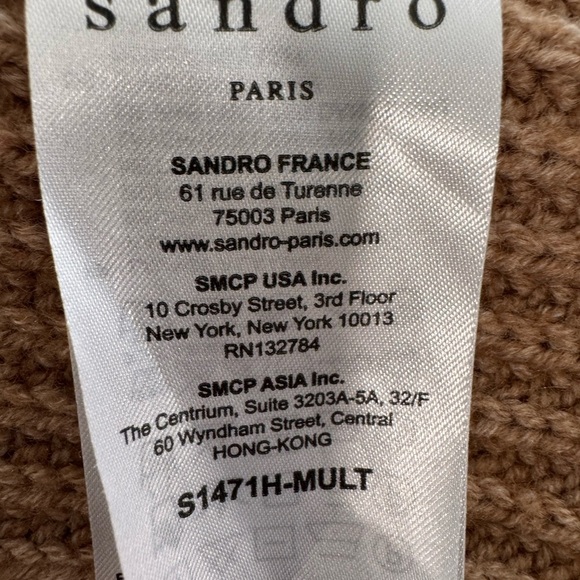 sandro
PARIS
SANDRO FRANCE
61 rue de Turenne
75003 Paris
www.sandro-paris.com
SMCP USA Inc.
10 Crosby Street, 3rd Floor
New York, New York 10013
RN132784
SMCP ASIA Inc.
The Centrium, Suite 3203A-5A, 32/F
60 Wyndham Street, Central
HONG-KONG
S1471H-MULT